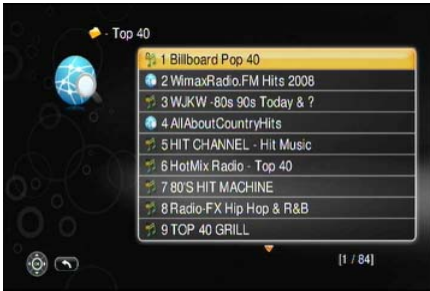 - Top 40
1 Billboard Pop 40
2 WimaxRadio.FM Hits 2008
3 WJKW -80s 90s Today & ?
4 AllAboutCountryHits
5 HIT CHANNEL - Hit Music
6 HotMix Radio - Top 40
7 80'S HIT MACHINE
8 Radio-FX Hip Hop & R&B
9 TOP 40 GRILL
[1 / 84]